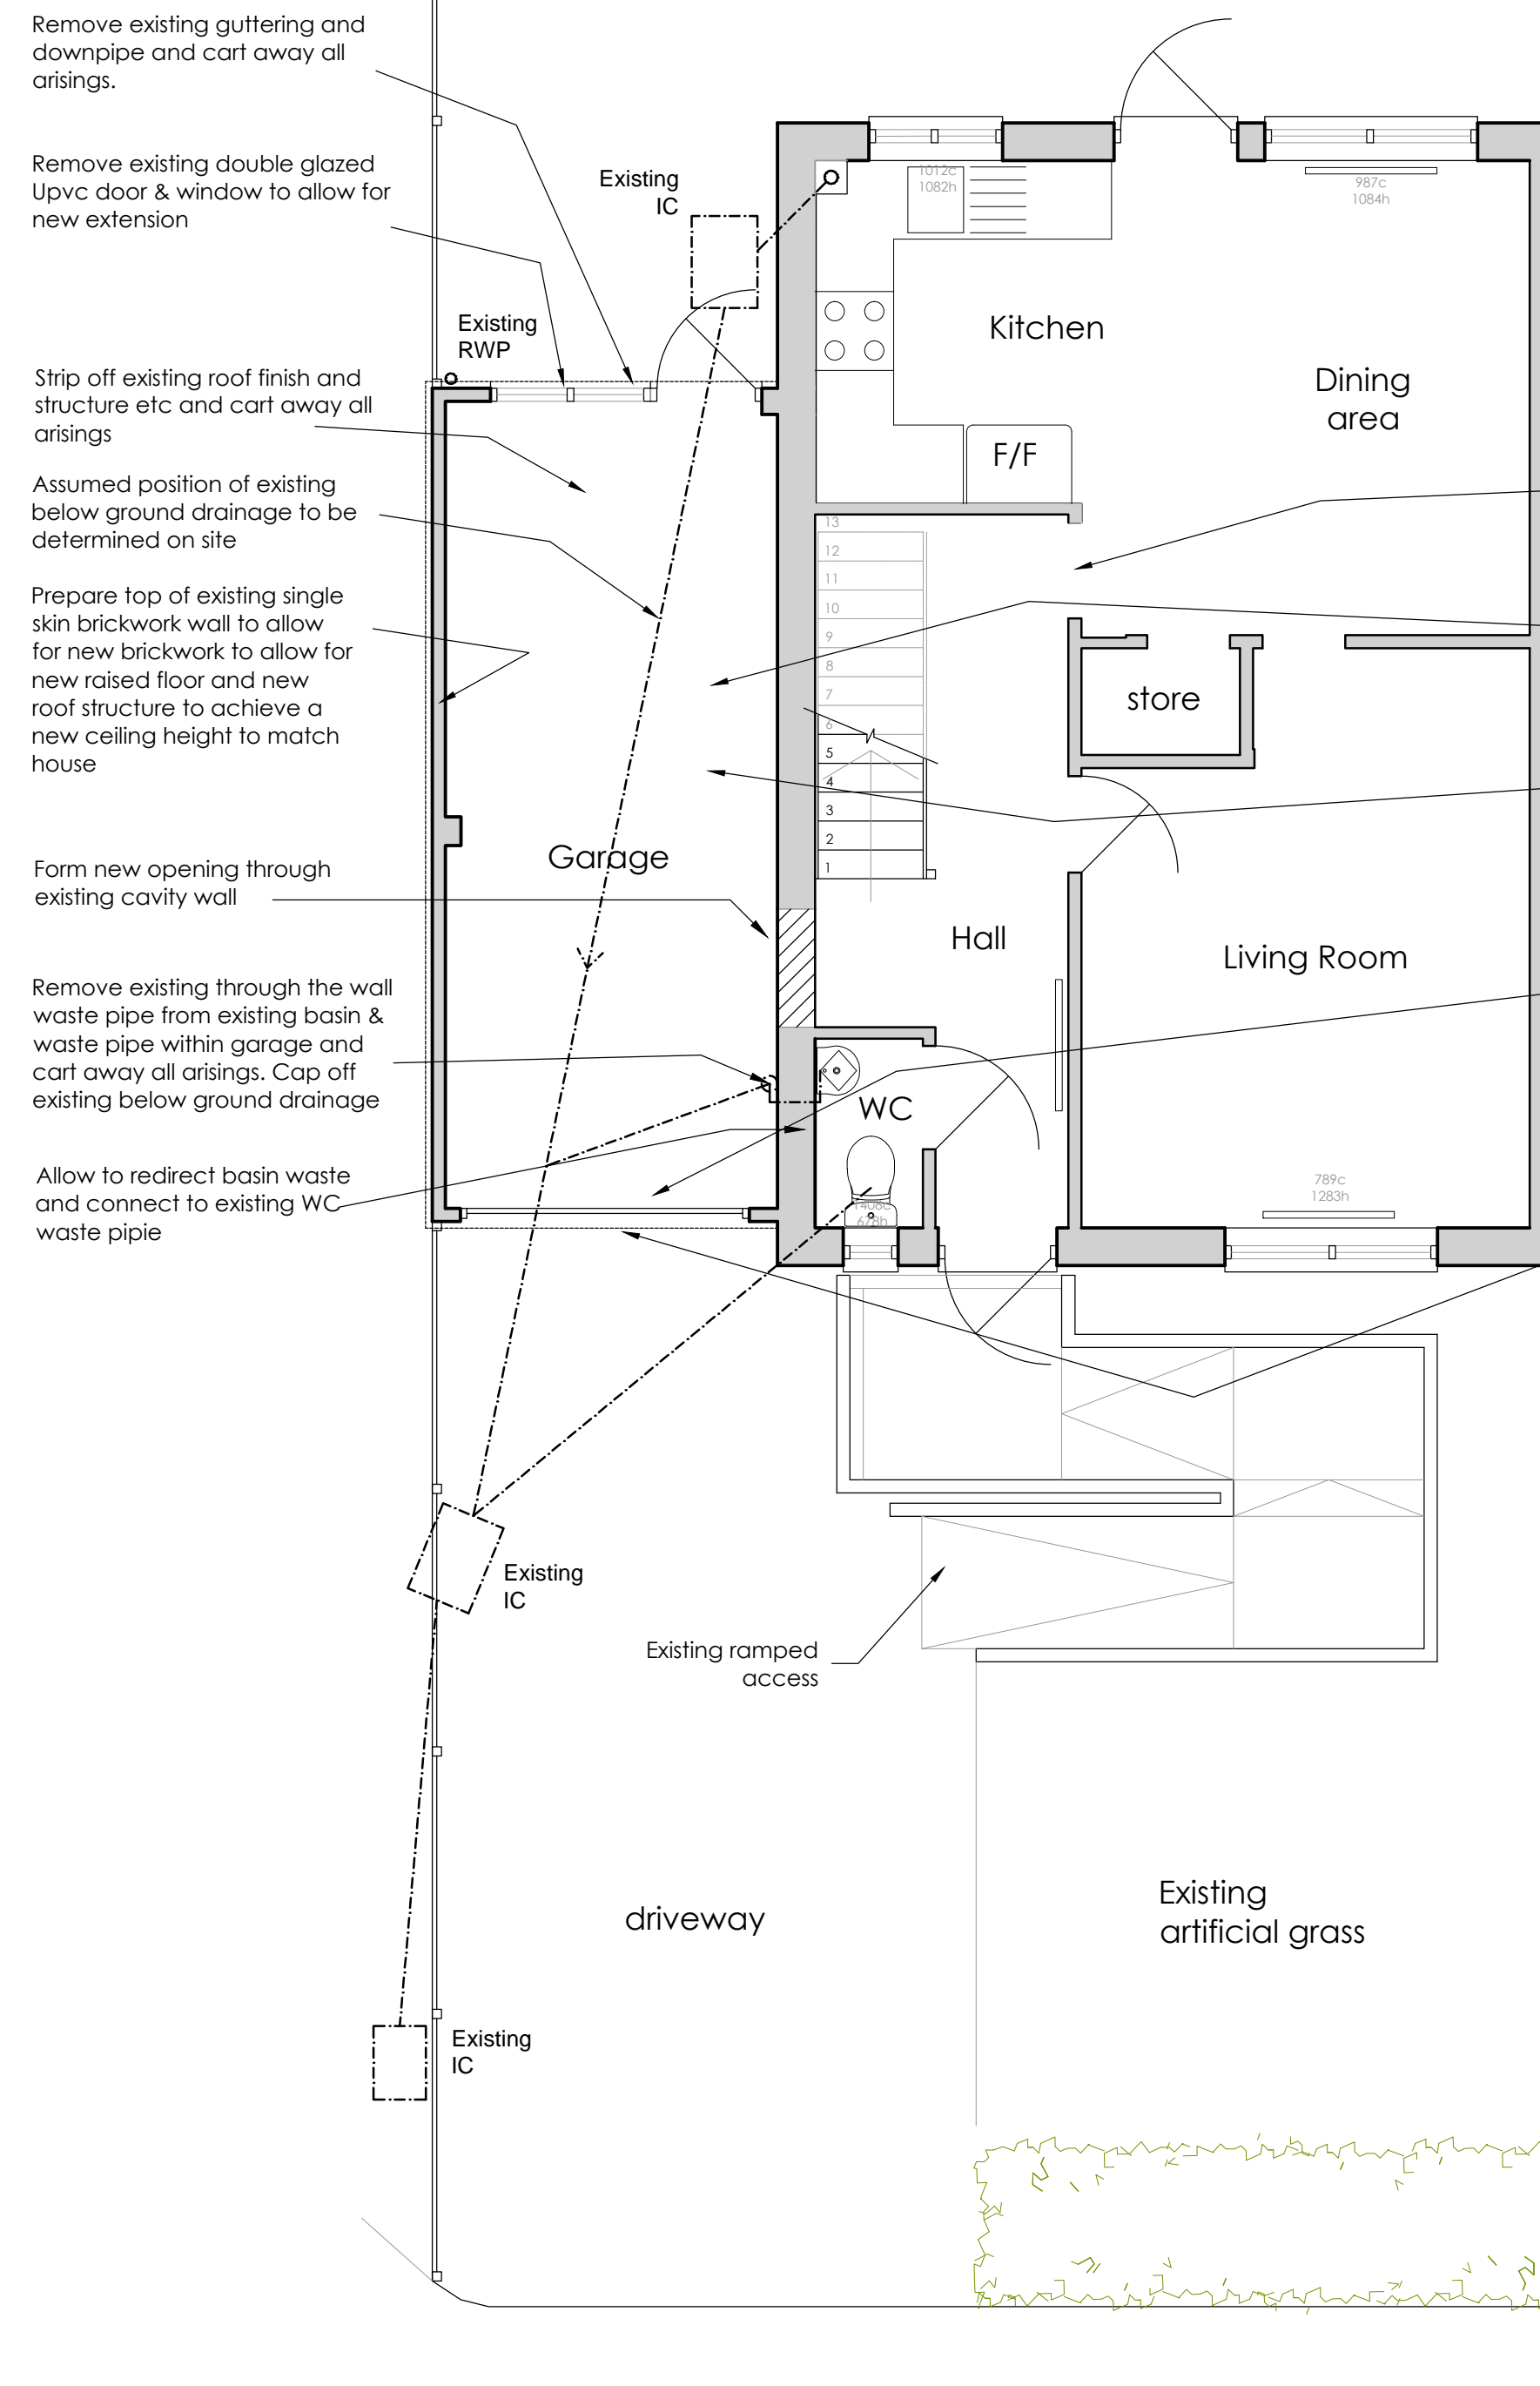 Remove existing guttering and
downpipe and cart away all
arisings.
Remove existing double glazed
Upvc door & window to allow for
new extension
Existing
IC
1012c
1082h
987c
1084h
Existing
RWP
Kitchen
Dining
area
F/F
Strip off existing roof finish and
structure etc and cart away all
arisings
Assumed position of existing
below ground drainage to be
determined on site
Prepare top of existing single
skin brickwork wall to allow
for new brickwork to allow for
new raised floor and new
roof structure to achieve a
new ceiling height to match
house
13
12
11
10
9
8
7
6
5
4
3
2
1
store
Garage
Form new opening through
existing cavity wall
Hall
Living Room
Remove existing through the wall
waste pipe from existing basin &
waste pipe within garage and
cart away all arisings. Cap off
existing below ground drainage
WC
Allow to redirect basin waste
and connect to existing WC
waste pipie
1408c
678h
789c
1283h
Existing
IC
Existing ramped
access
driveway
Existing
artificial grass
Existing
IC